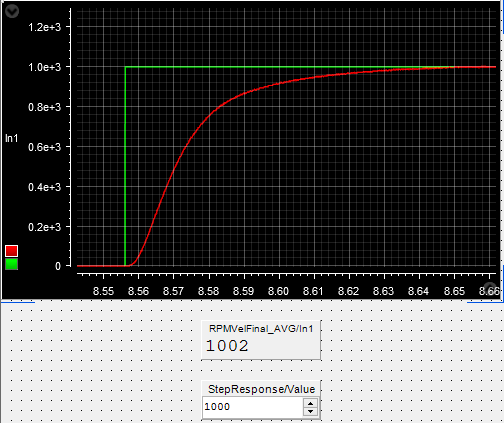 1.2e+3
1.0e+3
0.8e+3
In1
0.6e+3
0.4e+3
0.2e+3
0
8.55 8.56 8.57 8.58 8.59 8.60 8.61 8.62 8.63 8.64 8.65 8.66
RPMVelFinal_AVG/In1
1002
StepResponse/Value
1000